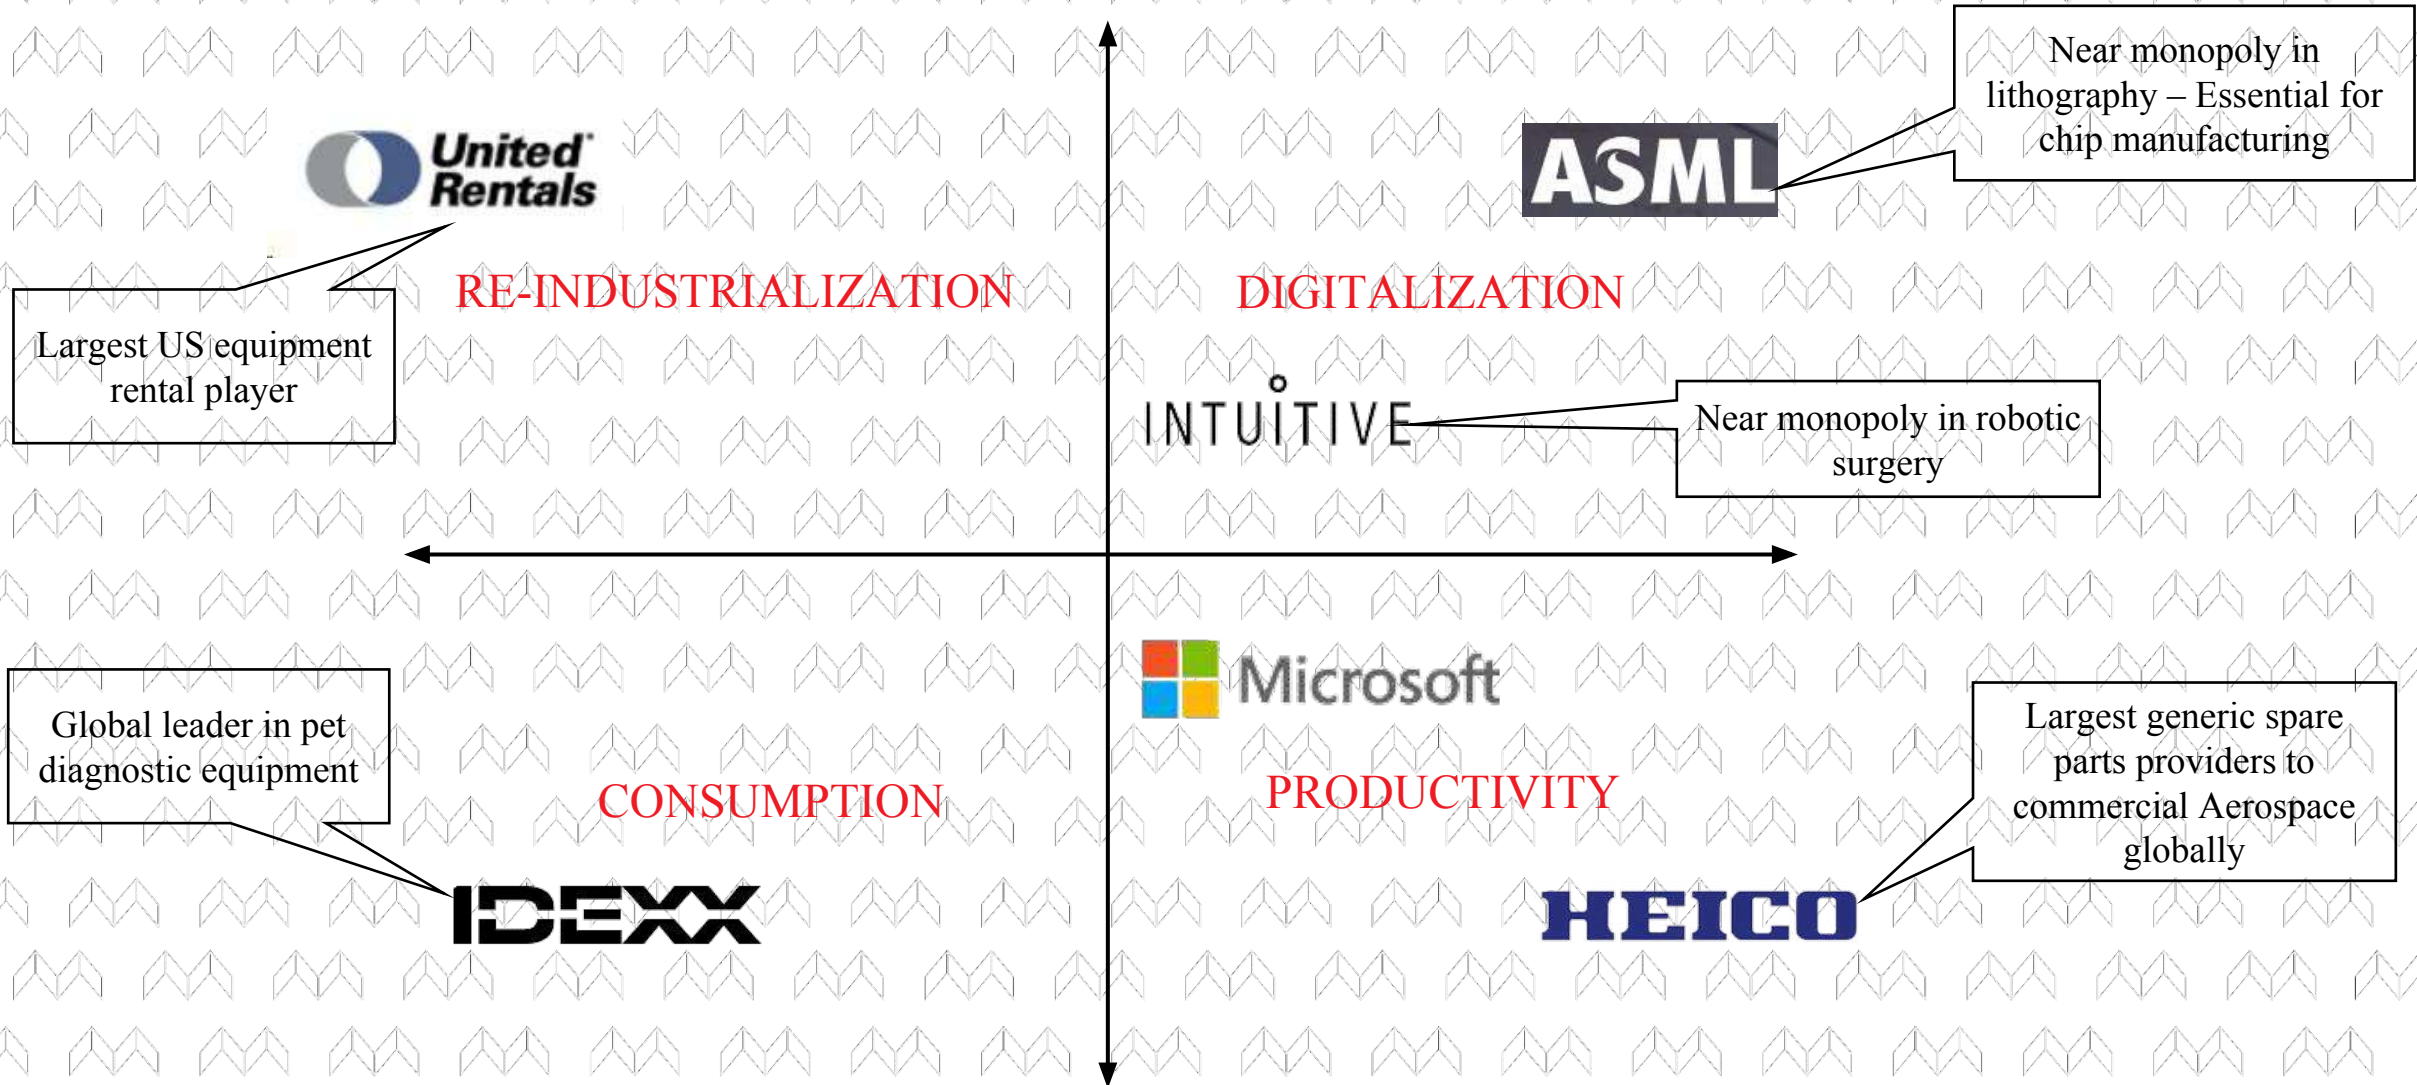 Near monopoly in
lithography – Essential for
chip manufacturing
United
Rentals
ASML
RE-INDUSTRIALIZATION
DIGITALIZATION
Largest US equipment
rental player
INTUITIVE
Near monopoly in robotic
surgery
Microsoft
Global leader in pet
diagnostic equipment
CONSUMPTION
PRODUCTIVITY
Largest generic spare
parts providers to
commercial Aerospace
globally
IDEXX
HEICO